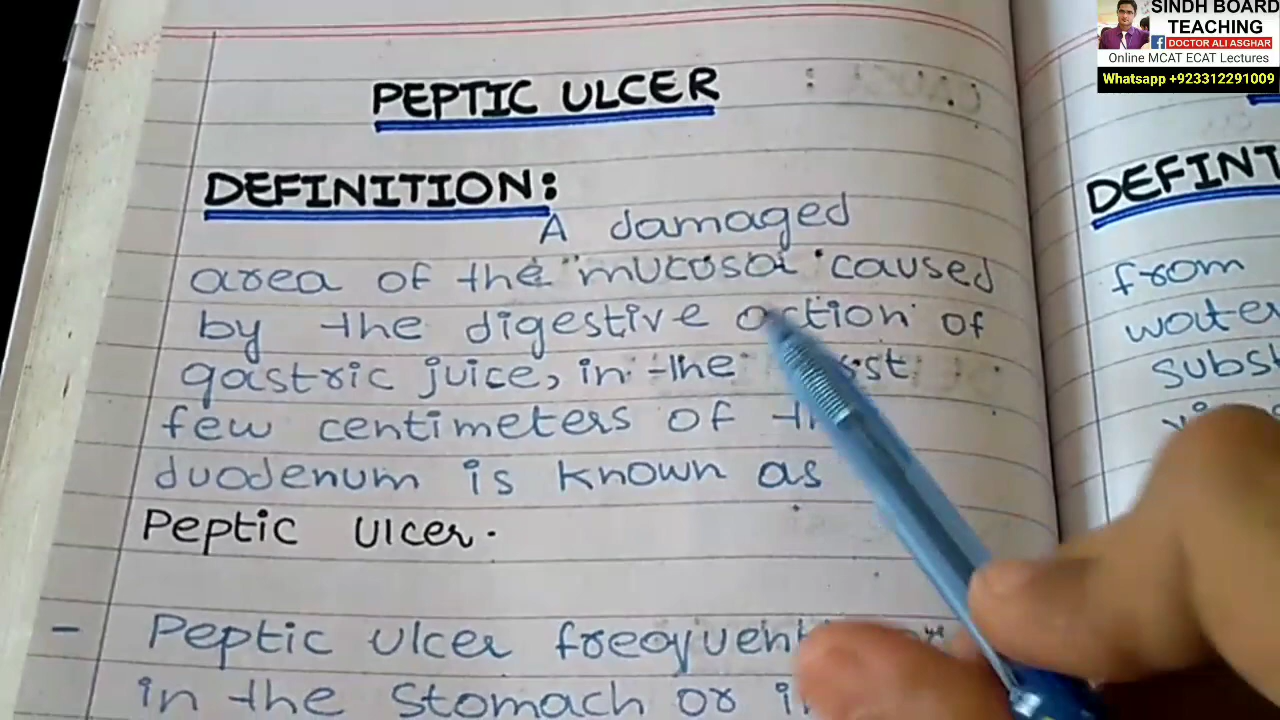 SINDH BOARD
TEACHING
DOCTOR ALI ASGHAR
Online MCAT ECAT Lectures
Whatsapp +923312291009
PEPTIC ULCER :
DEFINITION:
A damaged
area of the "mucosa" caused
by the digestive action of
gastric juice, in the
few centimeters of
duodenum is known as
Peptic Ulcer.
- Peptic Ulcer
in the Stomach or
DEFINT
from
subst